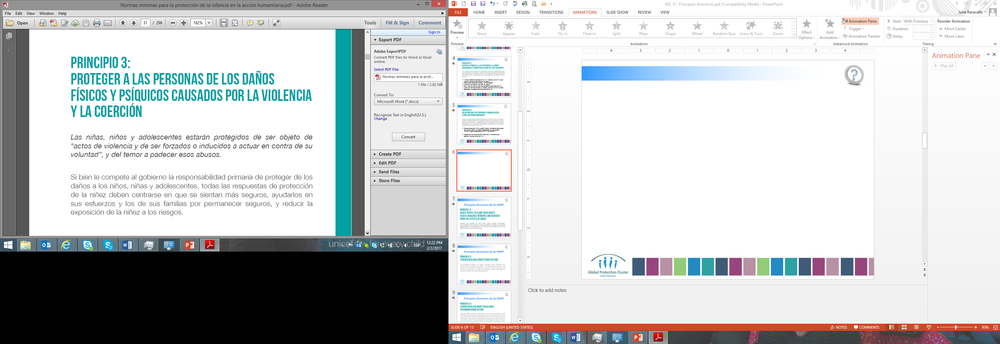 Normas mínimas para la protección de la infancia en la acción humanitaria.pdf - Adobe Reader
File Edit View Window Help
Open 31 / 296 162% Tools Fill & Sign Comment
PRINCIPIO 3:
PROTEGER A LAS PERSONAS DE LOS DAÑOS
FÍSICOS Y PSÍQUICOS CAUSADOS POR LA VIOLENCIA
Y LA COERCIÓN
Las niñas, niños y adolescentes estarán protegidos de ser objeto de
“actos de violencia y de ser forzados o inducidos a actuar en contra de su
voluntad”, y del temor a padecer esos abusos.
Si bien le compete al gobierno la responsabilidad primaria de proteger de los
daños a los niños, niñas y adolescentes, todas las respuestas de protección
de la niñez deben centrarse en que se sientan más seguros, ayudarlos en
sus esfuerzos y los de sus familias por permanecer seguros, y reducir la
exposición de la niñez a los riesgos.
Sign In
Export PDF
Adobe ExportPDF
Convert PDF files to Word or Excel
online.
Select PDF File:
Normas mínimas para la prot...
1 file / 2.82 MB
Convert To:
Microsoft Word (*.docx)
Recognize Text in English(U.S.)
Change
Convert
Create PDF
Edit PDF
Send Files
Store Files
unicef for every child
ESP
12:22 PM
2/2/2017
M2. S1. Principios directores.ppt [Compatibility Mode] - PowerPoint
FILE HOME INSERT DESIGN TRANSITIONS ANIMATIONS SLIDE SHOW REVIEW VIEW
Iune Baravalle
Preview
None Appear Fade Fly In Float In Split Wipe Shape Wheel Random Bars Grow & Turn Zoom
Effect
Options
Add
Animation
Animation Pane
Trigger
Animation Painter
Start: With Previous
Duration:
Delay:
Reorder Animation
Move Earlier
Move Later
Preview Animation Advanced Animation Timing
4
PRINCIPIO 1:
EVITAR EXPONER A LAS PERSONAS A DAÑOS
ADICIONALES COMO RESULTADO DE SUS ACCIONES
5
PRINCIPIO 2:
VELAR POR QUE LAS PERSONAS TENGAN ACCESO
A UNA ASISTENCIA IMPARCIAL
6
7
Principios directores de las NMPI
PRINCIPLE 4:
ASSIST PEOPLE TO CLAIM THEIR RIGHTS,
ACCESS AVAILABLE REMEDIES AND RECOVER
FROM THE EFFECTS OF ABUSE
8
Principios directores de las NMPI
PRINCIPLE 5:
STRENGTHEN CHILD PROTECTION SYSTEMS
9
Principios directores de las NMPI
PRINCIPLE 6:
STRENGTHEN CHILDREN'S RESILIENCE
IN HUMANITARIAN ACTION
4 3 2 1 0 1 2 3 4
3
2
1
0
1
2
3
Global Protection Cluster
Child Protection
Click to add notes
Animation Pane
Play All
SLIDE 6 OF 13 ENGLISH (UNITED STATES) NOTES COMMENTS 93%